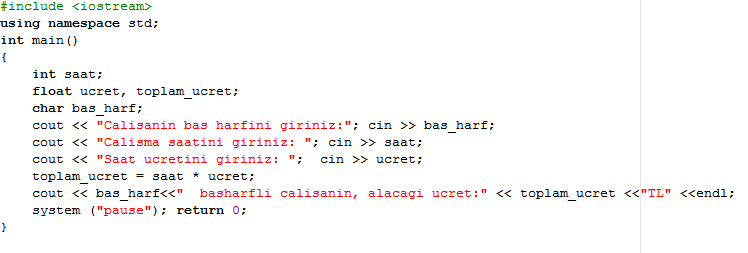 #include <iostream>
using namespace std;
int main()
{
    int saat;
    float ucret, toplam_ucret;
    char bas_harf;
    cout << "Calisanin bas harfini giriniz:"; cin >> bas_harf;
    cout << "Calisma saatini giriniz: "; cin >> saat;
    cout << "Saat ucretini giriniz: ";  cin >> ucret;
    toplam_ucret = saat * ucret;
    cout << bas_harf<<"  basharfli calisanin, alacagi ucret:" << toplam_ucret <<"TL" <<endl;
    system ("pause"); return 0;
}